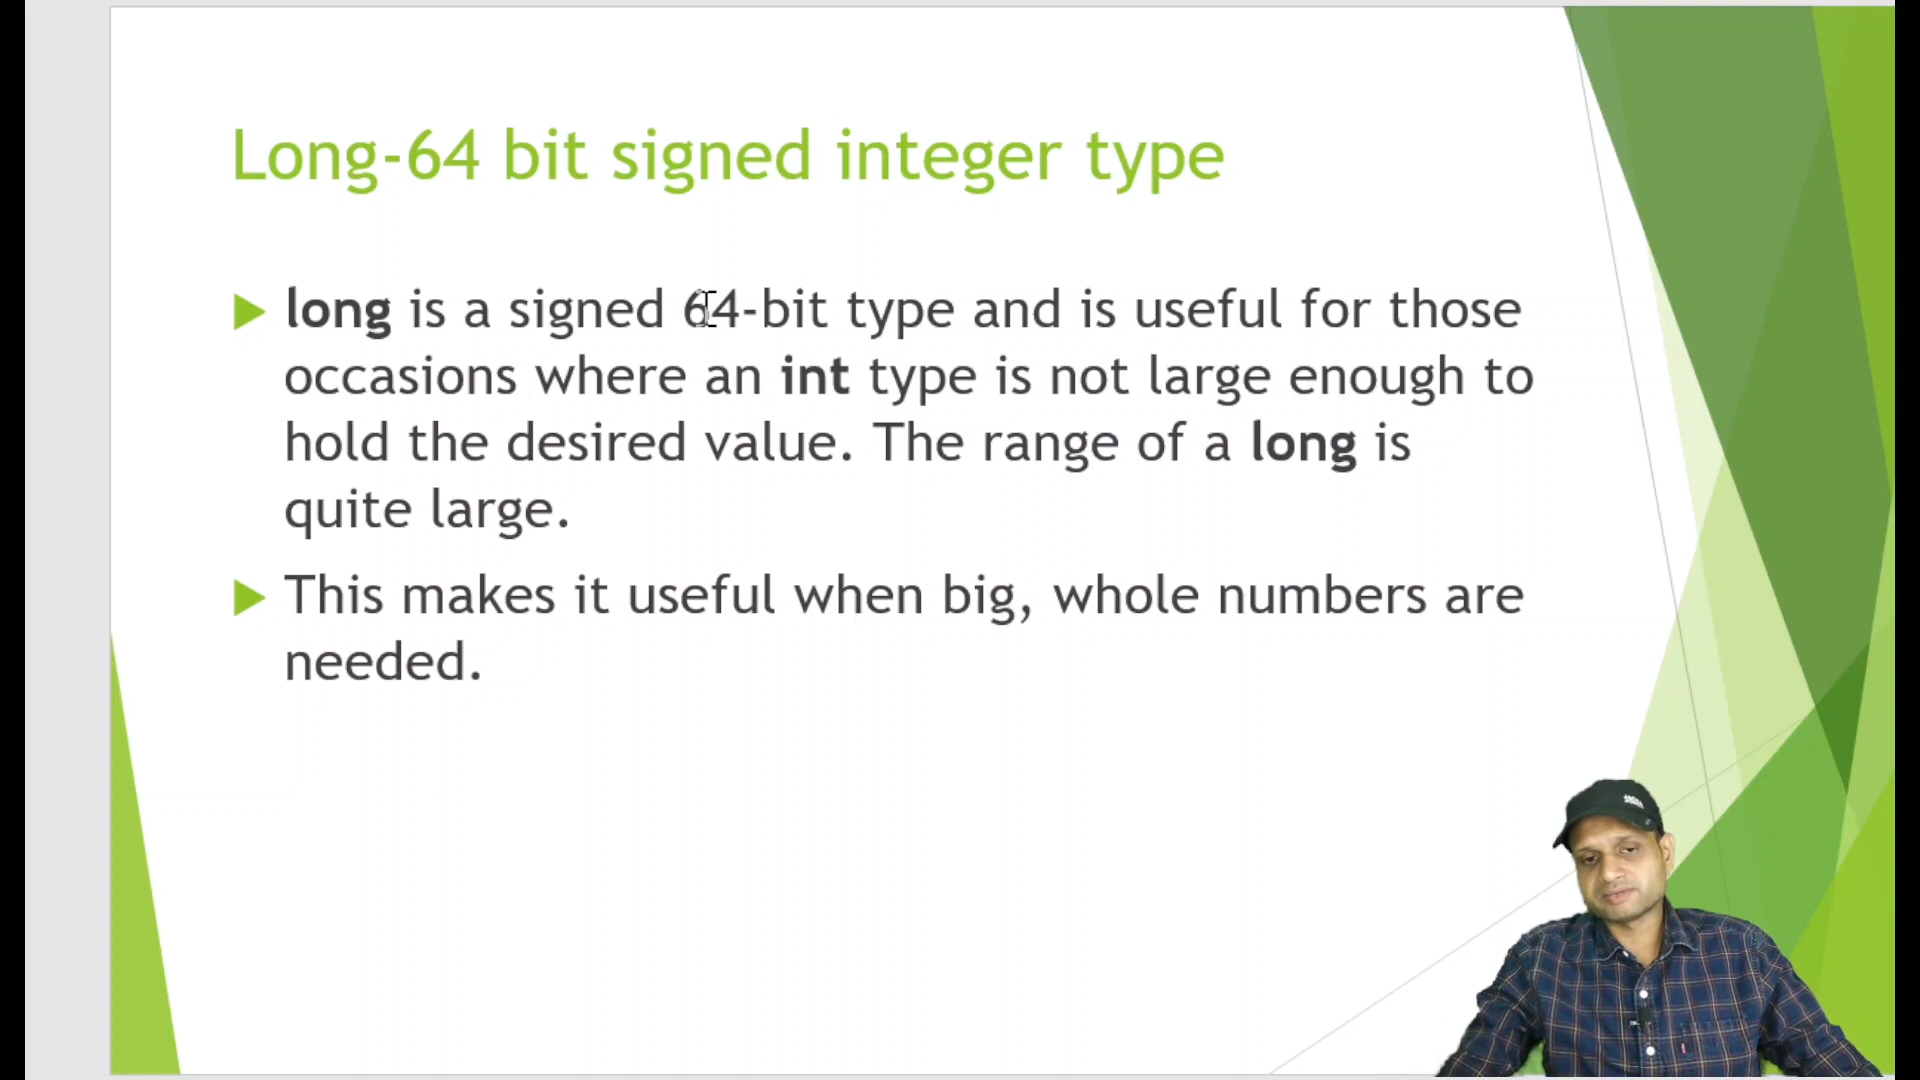 Long-64 bit signed integer type
long is a signed 64-bit type and is useful for those
occasions where an int type is not large enough to
hold the desired value. The range of a long is
quite large.
This makes it useful when big, whole numbers are
needed.